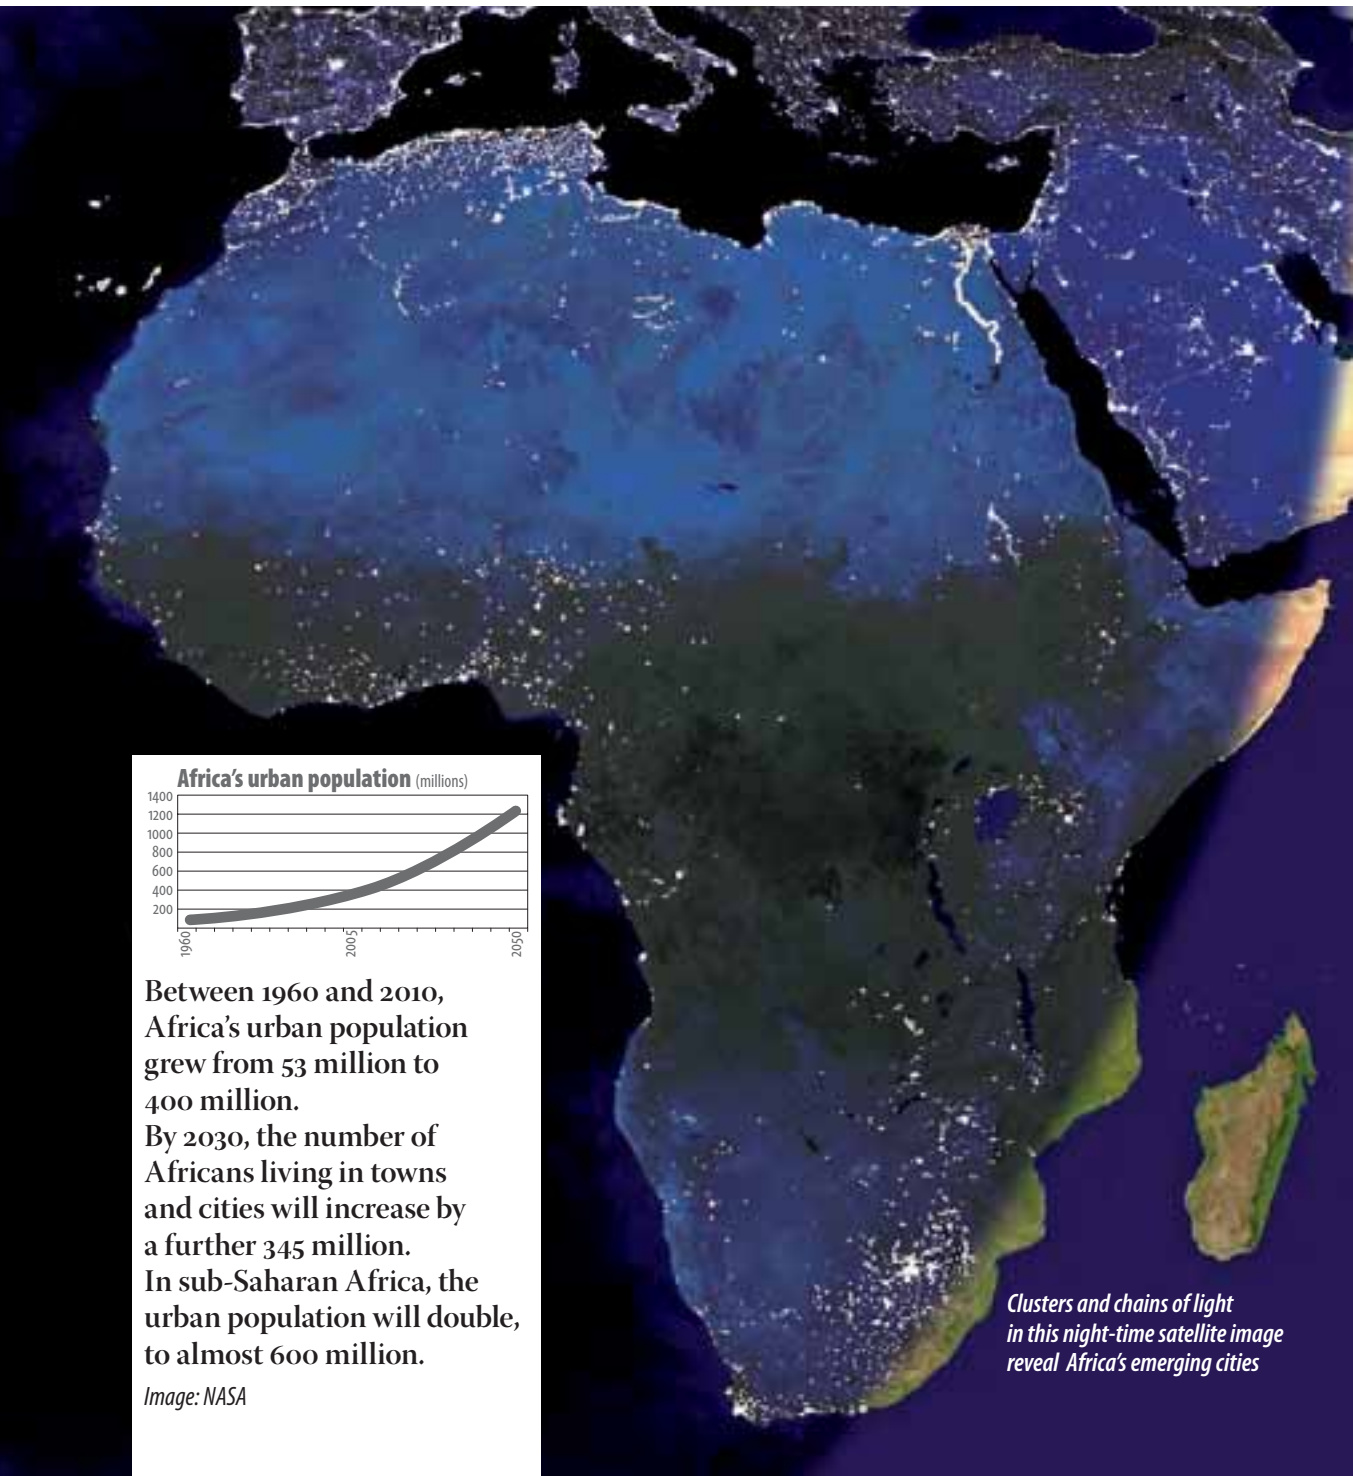 Africa's urban population (millions)
1400
1200
1000
800
600
400
200
1960
2005
2050
Between 1960 and 2010,
Africa's urban population
grew from 53 million to
400 million.
By 2030, the number of
Africans living in towns
and cities will increase by
a further 345 million.
In sub-Saharan Africa, the
urban population will double,
to almost 600 million.
Image: NASA
Clusters and chains of light
in this night-time satellite image
reveal Africa's emerging cities